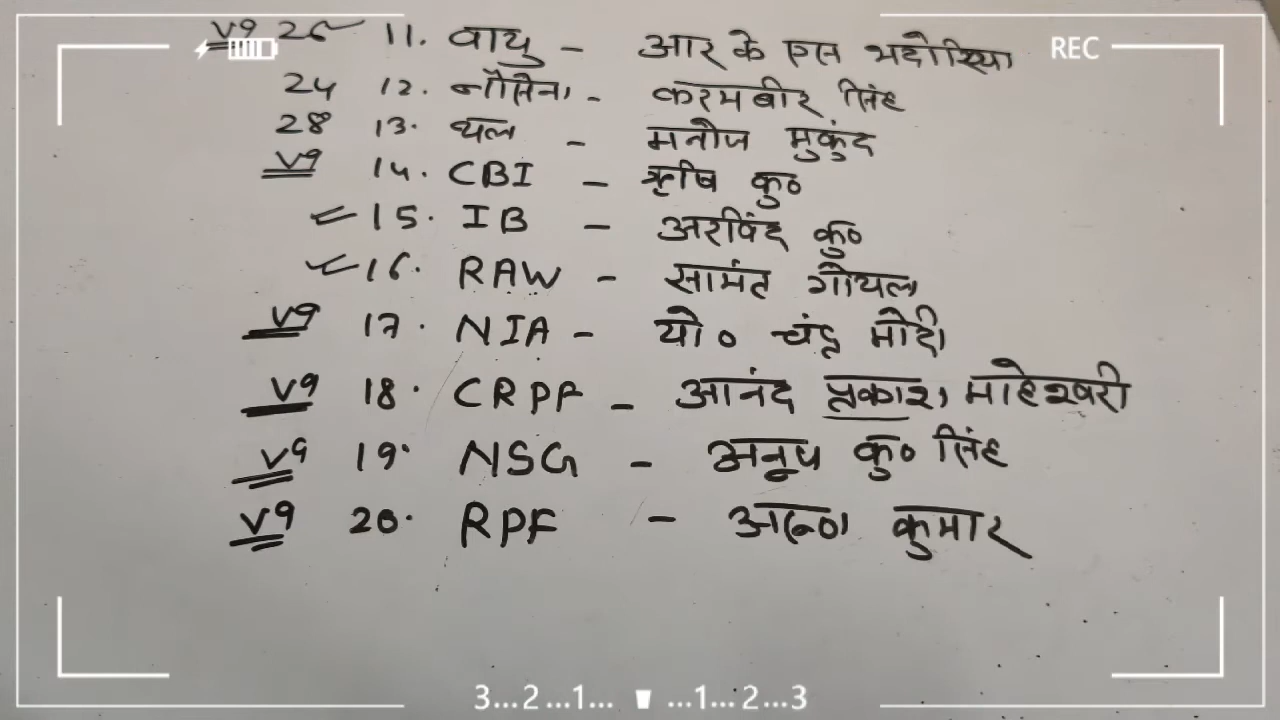 V9 26 11. वायु - आर के एस भदोरिया
REC
24 12. नौसेना - करमबीर सिंह
28 13. थल - मनोज मुकुंद
V9 14. CBI - ऋषि कु०
15. IB - अरविंद कु०
16. RAW - सामंत गोयल
V9 17. NIA - यो० चंद्र मोदी
V9 18. CRPF - आनंद प्रकाश माहेश्वरी
V9 19. NSG - अनूप कु० सिंह
V9 20. RPF - अरुण कुमार
3...2...1... ...1...2...3